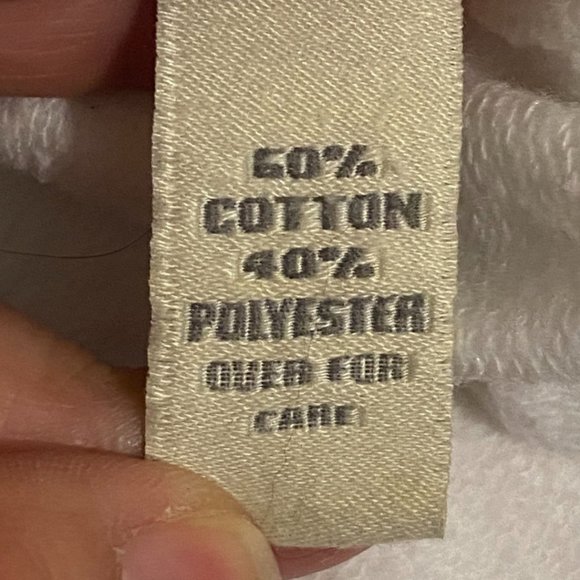 60%
COTTON
40%
POLYESTER
OVER FOR
CARE